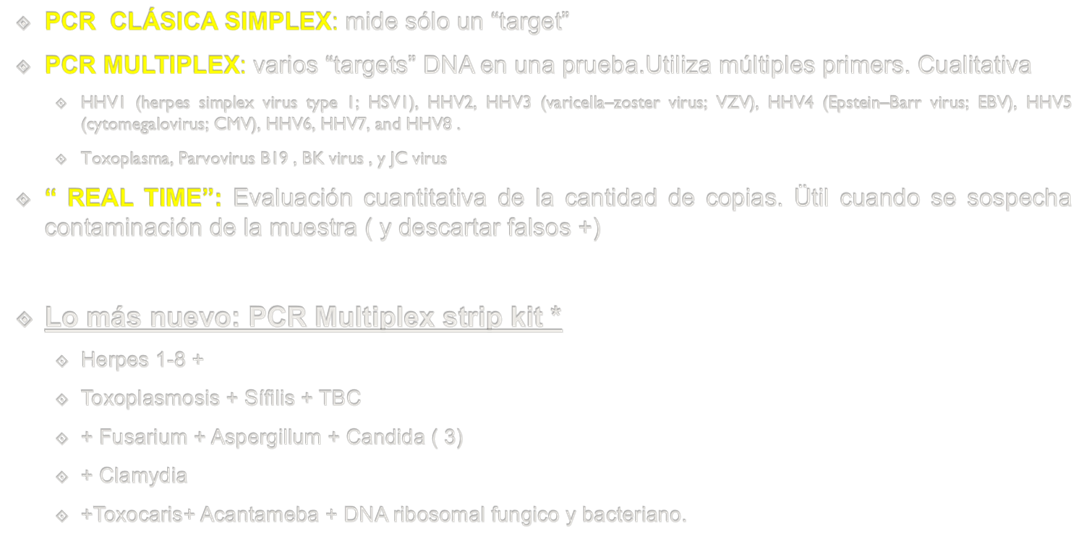 PCR CLÁSICA SIMPLEX: mide sólo un “target”
PCR MULTIPLEX: varios “targets” DNA en una prueba.Utiliza múltiples primers. Cualitativa
HHV1 (herpes simplex virus type 1; HSV1), HHV2, HHV3 (varicella–zoster virus; VZV), HHV4 (Epstein–Barr virus; EBV), HHV5
(cytomegalovirus; CMV), HHV6, HHV7, and HHV8 .
Toxoplasma, Parvovirus B19 , BK virus , y JC virus
“ REAL TIME”: Evaluación cuantitativa de la cantidad de copias. Ütil cuando se sospecha
contaminación de la muestra ( y descartar falsos +)
Lo más nuevo: PCR Multiplex strip kit *
Herpes 1-8 +
Toxoplasmosis + Sífilis + TBC
+ Fusarium + Aspergillum + Candida ( 3)
+ Clamydia
+Toxocaris+ Acantameba + DNA ribosomal fungico y bacteriano.